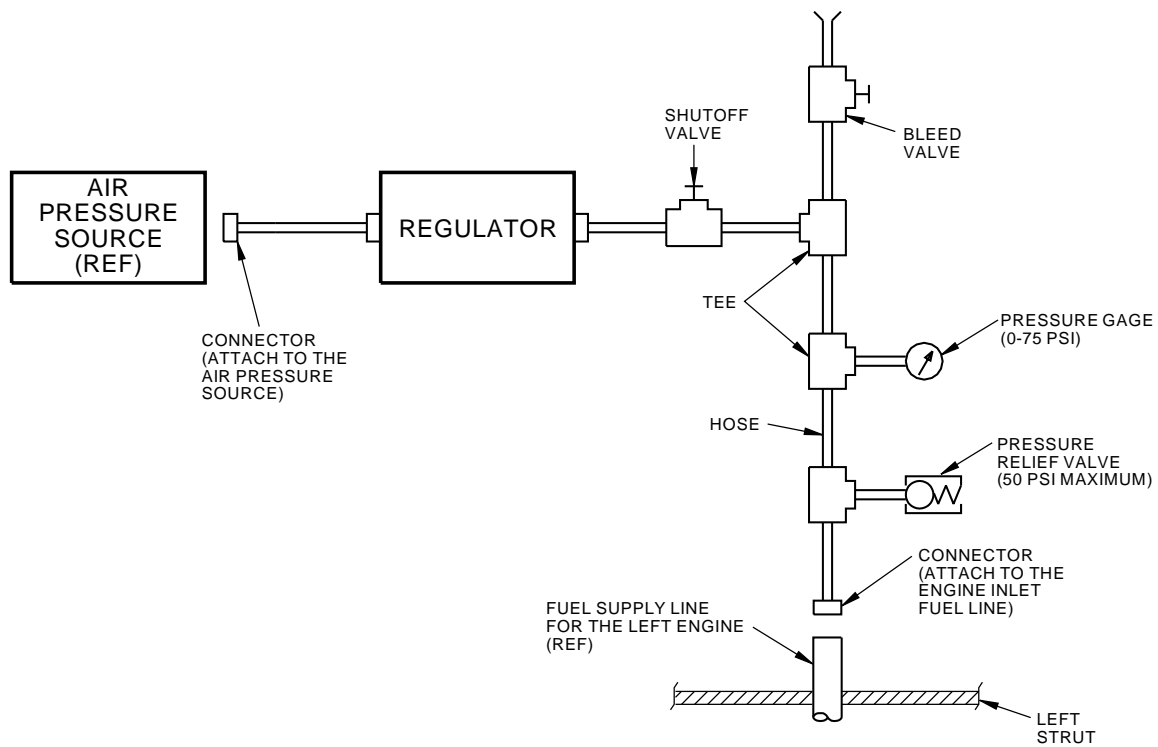 SHUTOFF
VALVE
BLEED
VALVE
AIR
PRESSURE
SOURCE
(REF)
REGULATOR
TEE
CONNECTOR
(ATTACH TO THE
AIR PRESSURE
SOURCE)
PRESSURE GAGE
(0-75 PSI)
HOSE
PRESSURE
RELIEF VALVE
(50 PSI MAXIMUM)
CONNECTOR
(ATTACH TO THE
ENGINE INLET
FUEL LINE)
FUEL SUPPLY LINE
FOR THE LEFT ENGINE
(REF)
LEFT
STRUT